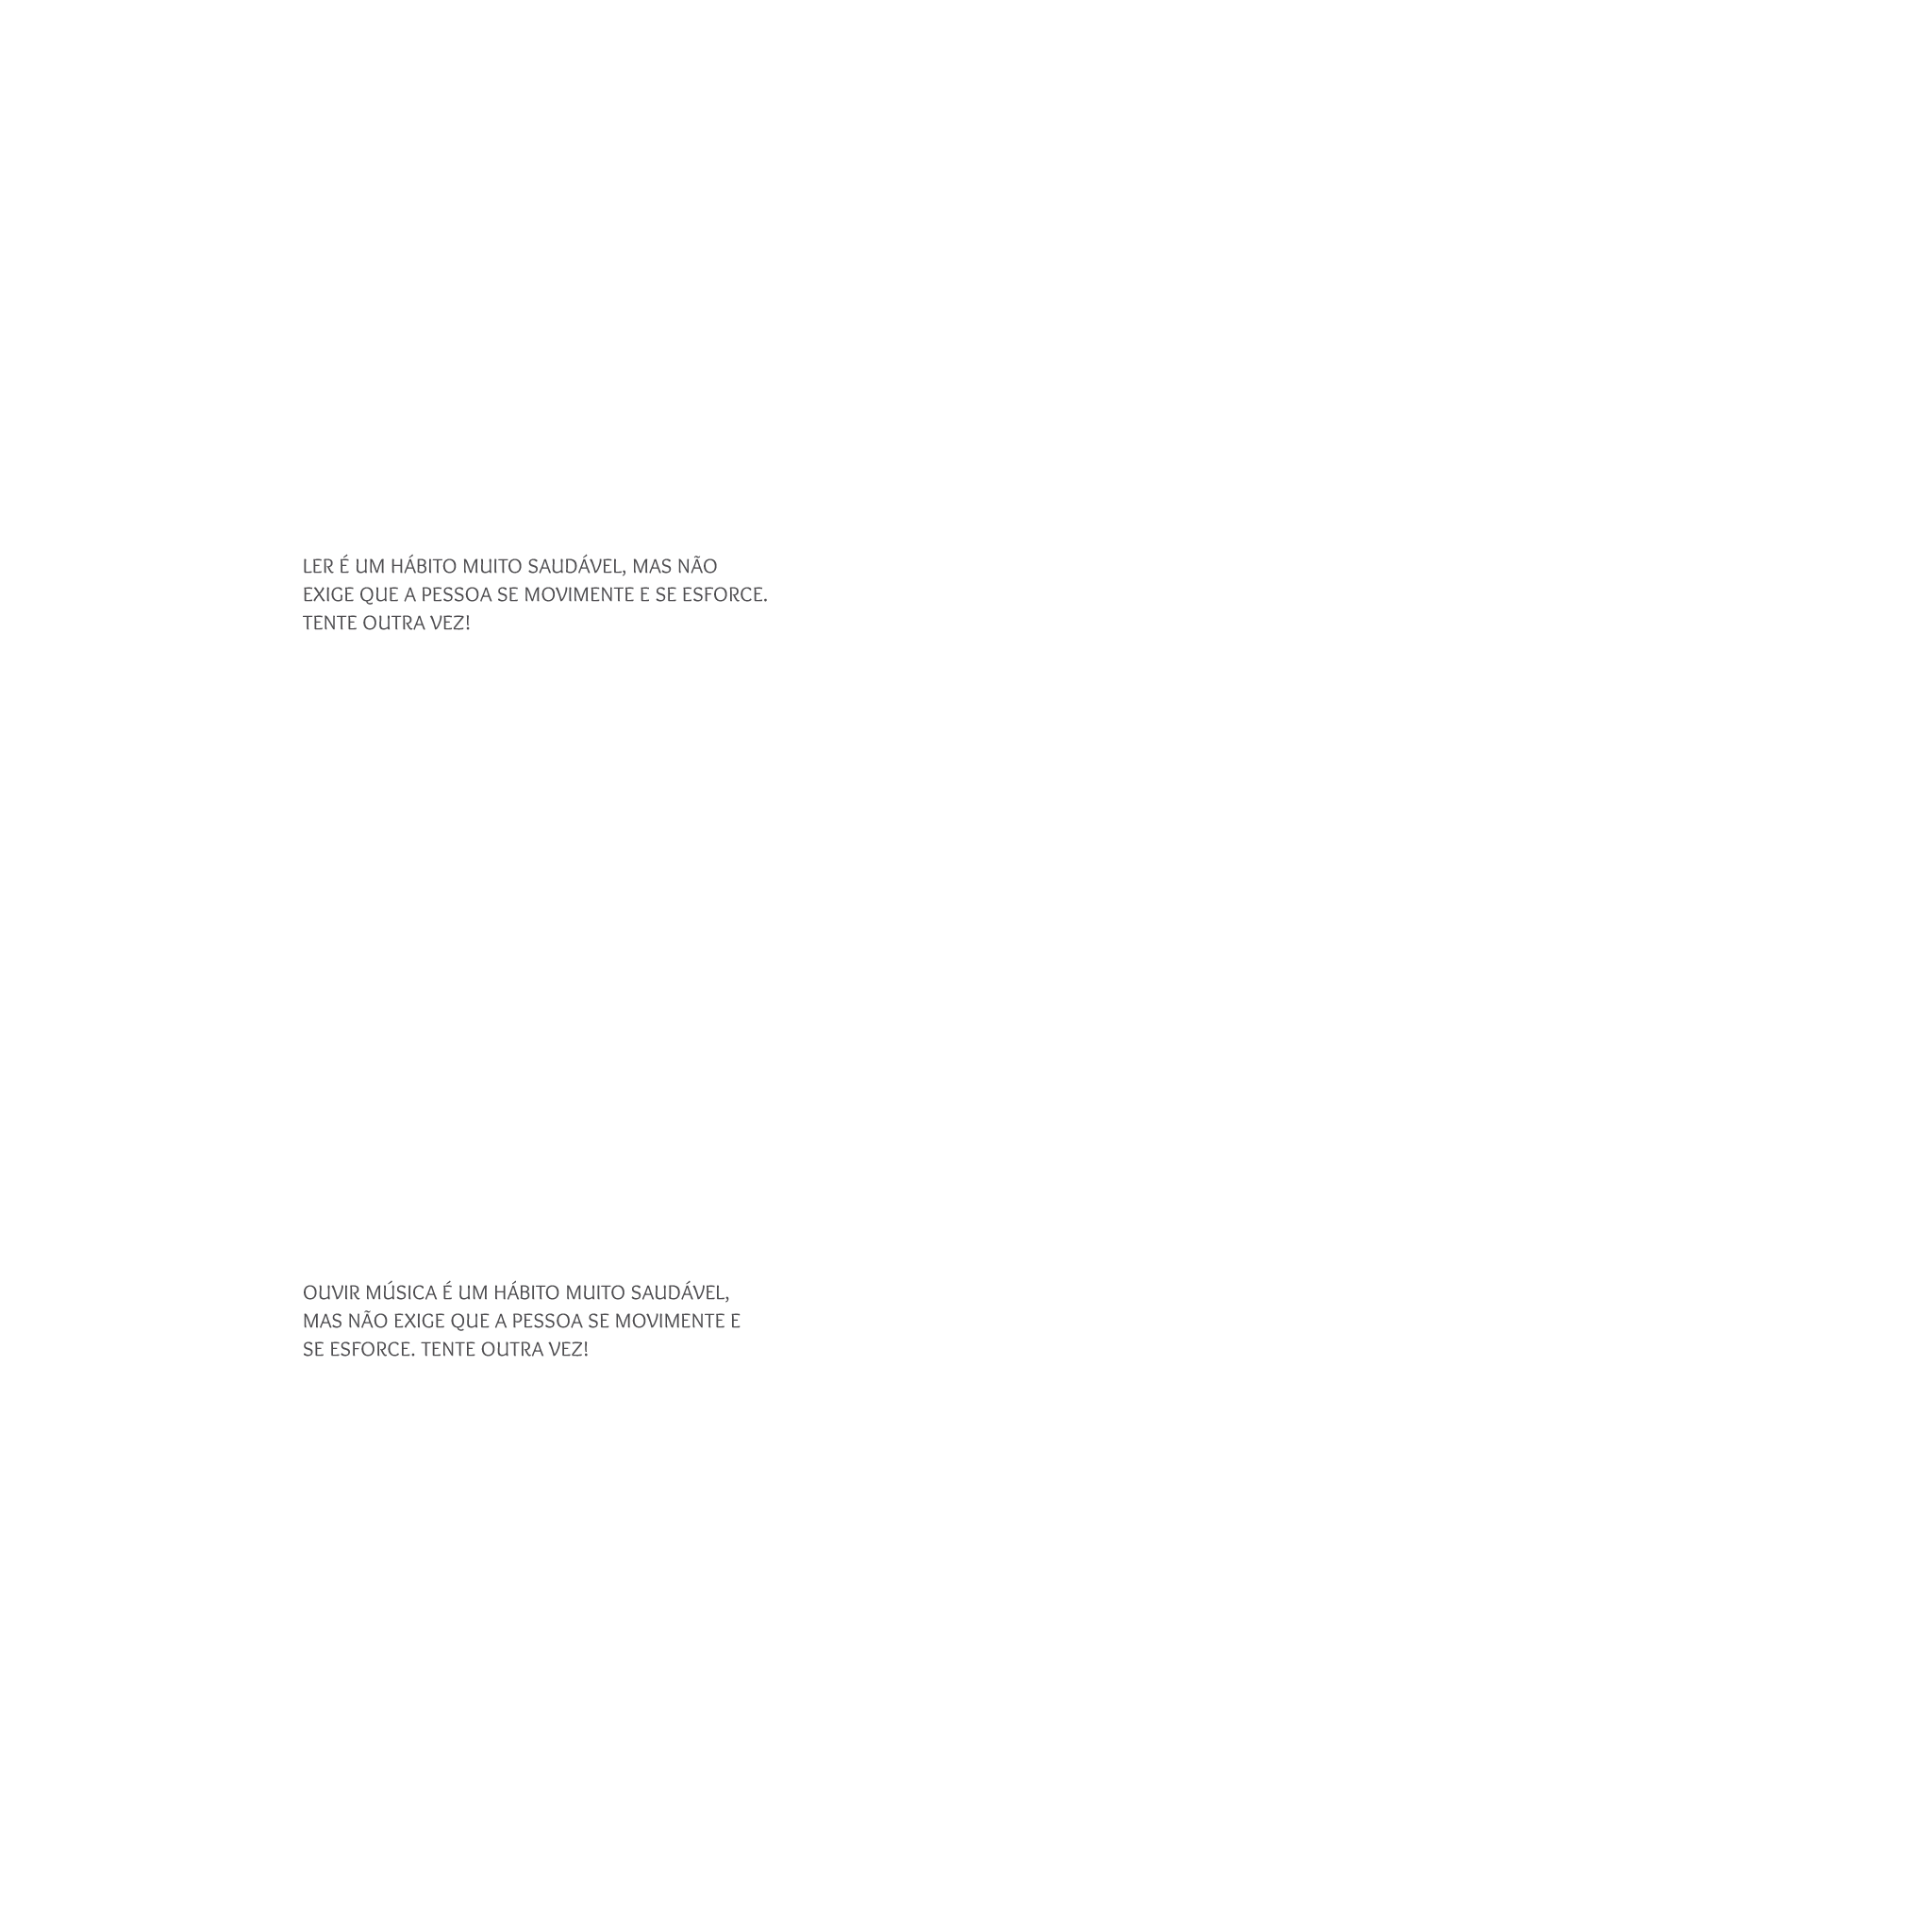 LER É UM HÁBITO MUITO SAUDÁVEL, MAS NÃO
EXIGE QUE A PESSOA SE MOVIMENTE E SE ESFORCE.
TENTE OUTRA VEZ!
OUVIR MÚSICA É UM HÁBITO MUITO SAUDÁVEL,
MAS NÃO EXIGE QUE A PESSOA SE MOVIMENTE E
SE ESFORCE. TENTE OUTRA VEZ!